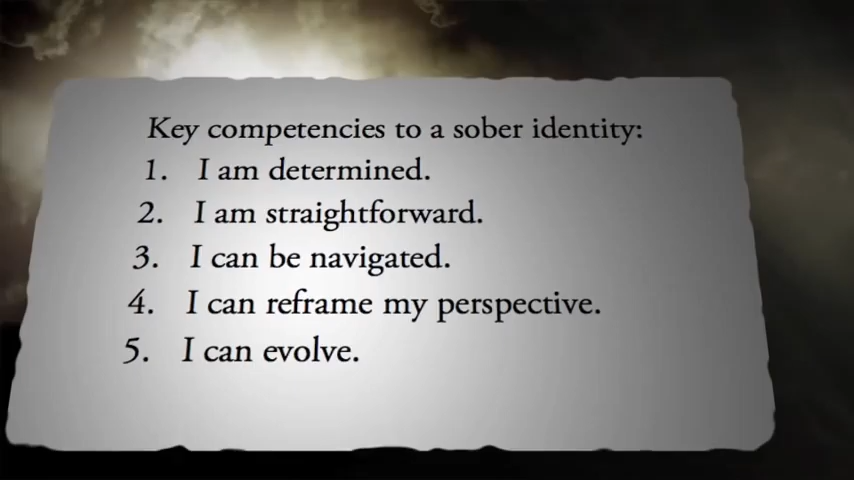 Key competencies to a sober identity:
1. I am determined.
2. I am straightforward.
3. I can be navigated.
4. I can reframe my perspective.
5. I can evolve.